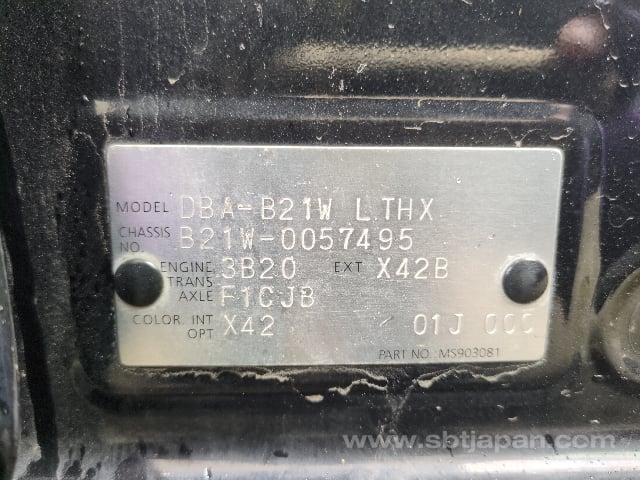 MODEL DBA-B21W LTHX
CHASSIS NO. B21W-0057495
ENGINE 3B20 EXT X42B
TRANS AXLE F1CJB
COLOR. INT OPT X42 01J 000
PART NO.: MS903081
www.sbtjapan.com